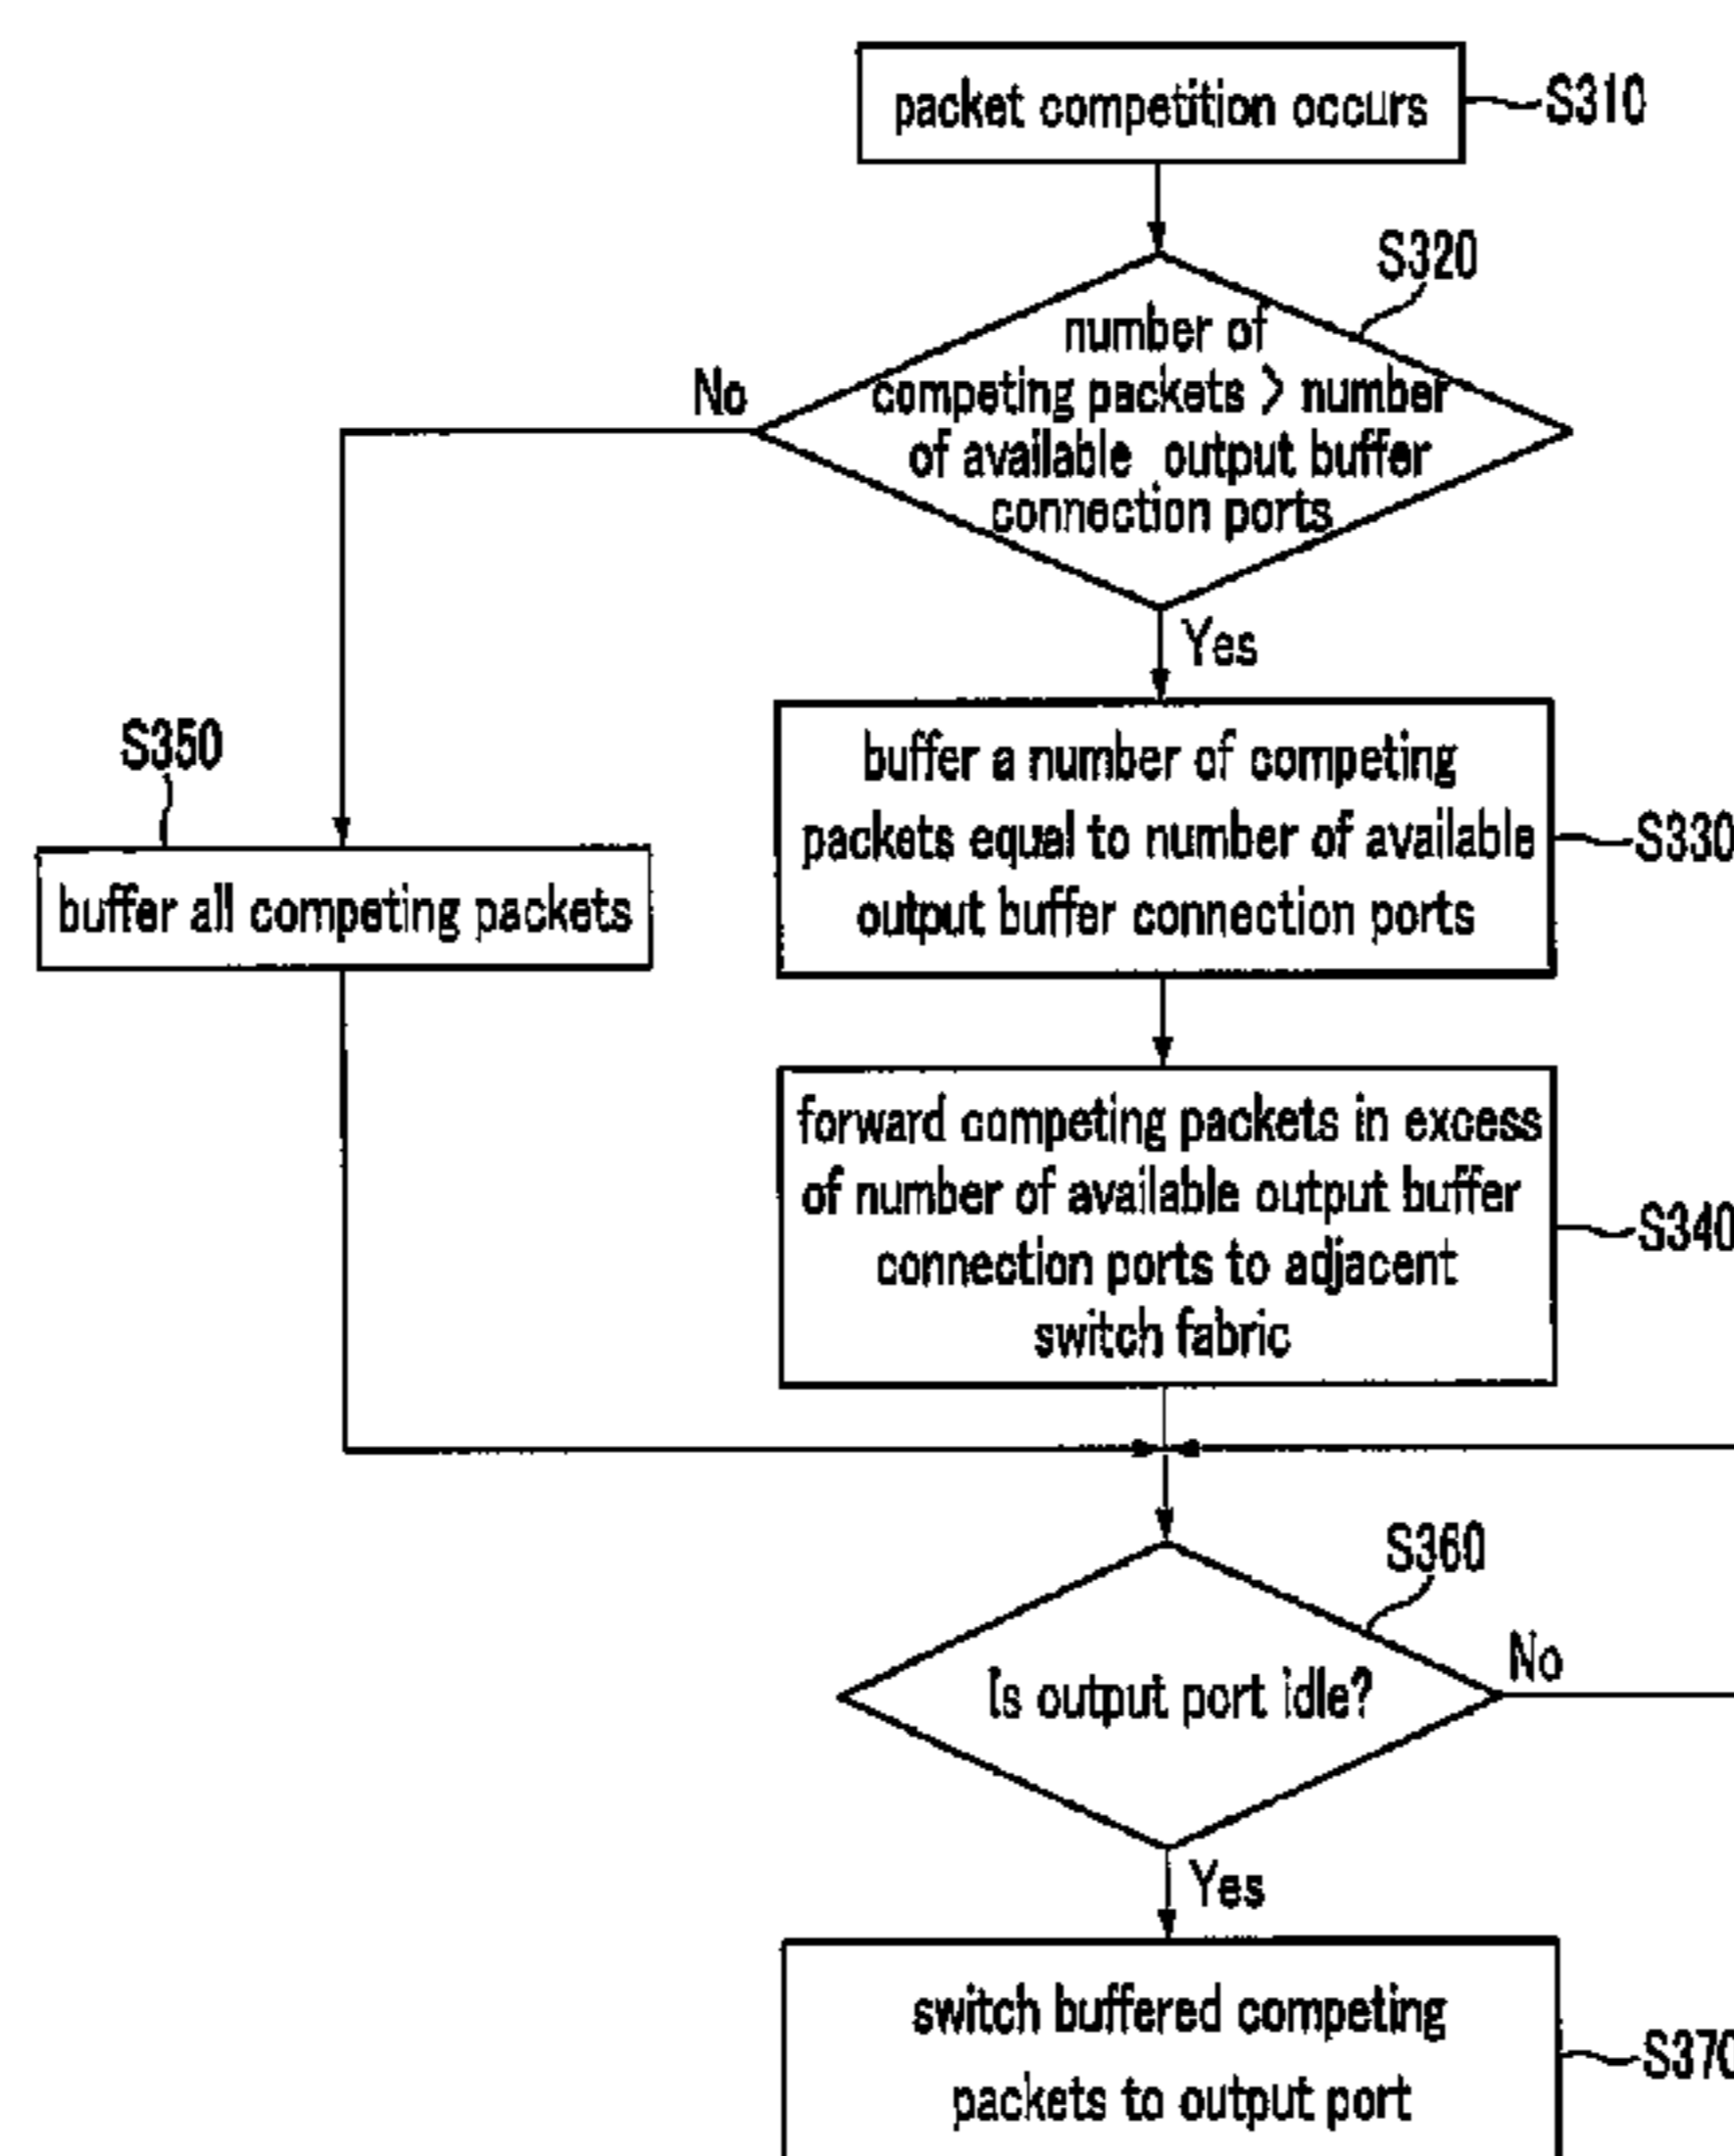 packet competition occurs
S310
S320
number of
competing packets > number
of available output buffer
connection ports
No
Yes
S350
buffer all competing packets
buffer a number of competing
packets equal to number of available
output buffer connection ports
S330
forward competing packets in excess
of number of available output buffer
connection ports to adjacent
switch fabric
S340
S360
Is output port idle?
No
Yes
switch buffered competing
packets to output port
S370